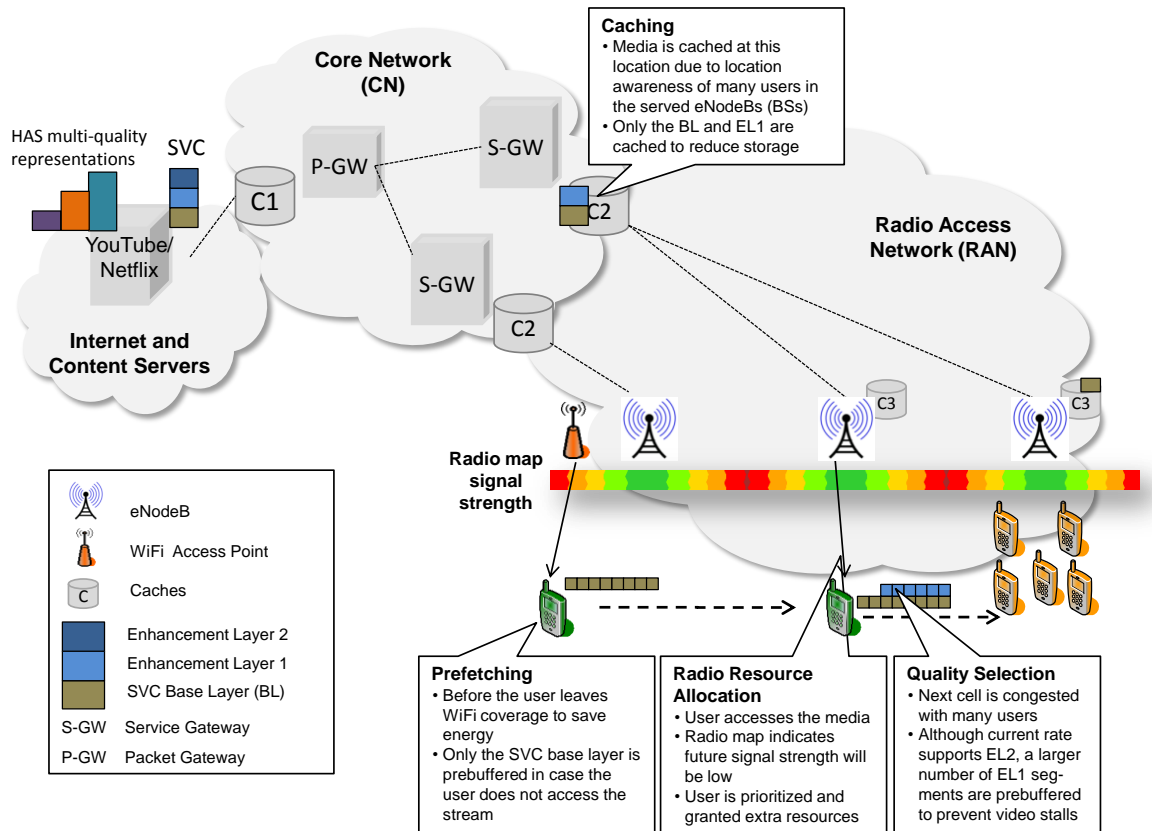 Caching
• Media is cached at this
location due to location
awareness of many users in
the served eNodeBs (BSs)
• Only the BL and EL1 are
cached to reduce storage
Core Network
(CN)
HAS multi-quality
representations
SVC
S-GW
P-GW
C1
C2
YouTube/
Netflix
Radio Access
Network (RAN)
S-GW
C2
Internet and
Content Servers
C3
C3
Radio map
signal
strength
eNodeB
WiFi Access Point
C
Caches
Enhancement Layer 2
Enhancement Layer 1
SVC Base Layer (BL)
S-GW Service Gateway
P-GW Packet Gateway
Prefetching
• Before the user leaves
WiFi coverage to save
energy
• Only the SVC base layer is
prebuffered in case the
user does not access the
stream
Radio Resource
Allocation
• User accesses the media
• Radio map indicates
future signal strength will
be low
• User is prioritized and
granted extra resources
Quality Selection
• Next cell is congested
with many users
• Although current rate
supports EL2, a larger
number of EL1 seg-
ments are prebuffered
to prevent video stalls